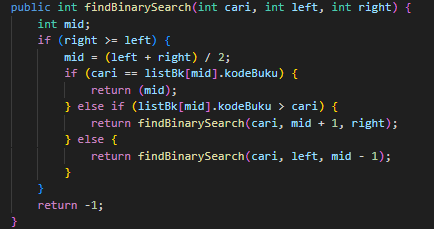 public int findBinarySearch(int cari, int left, int right) {
    int mid;
    if (right >= left) {
        mid = (left + right) / 2;
        if (cari == listBk[mid].kodeBuku) {
            return (mid);
        } else if (listBk[mid].kodeBuku > cari) {
            return findBinarySearch(cari, mid + 1, right);
        } else {
            return findBinarySearch(cari, left, mid - 1);
        }
    }
    return -1;
}